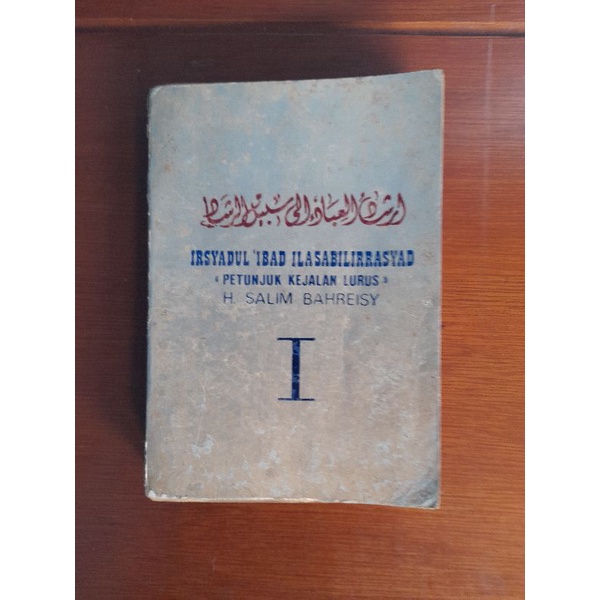 ارشاد العباد الى سبيل الرشاد
IRSYADUL 'IBAD ILASABILIRRASYAD
« PETUNJUK KEJALAN LURUS »
H. SALIM BAHREISY
I